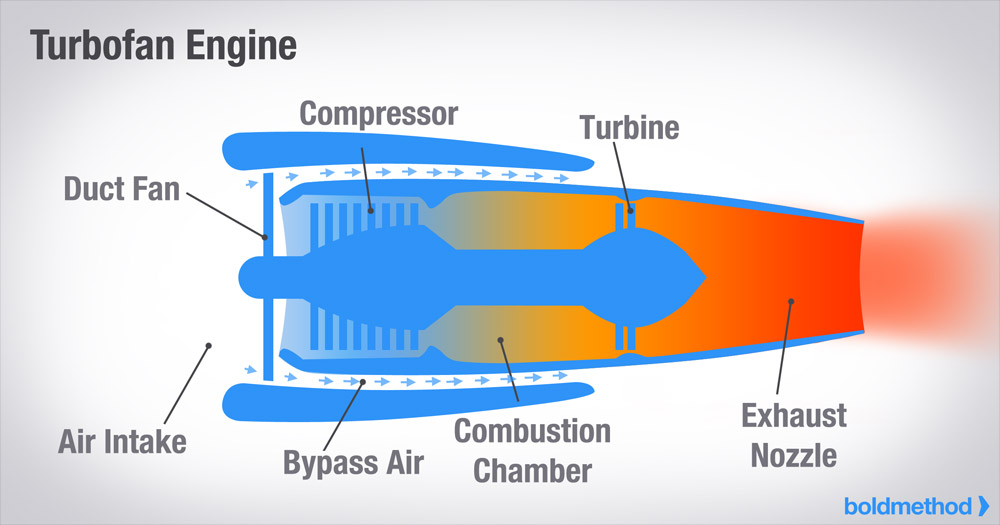 Turbofan Engine
Compressor
Turbine
Duct Fan
Air Intake
Bypass Air
Combustion
Chamber
Exhaust
Nozzle
boldmethod